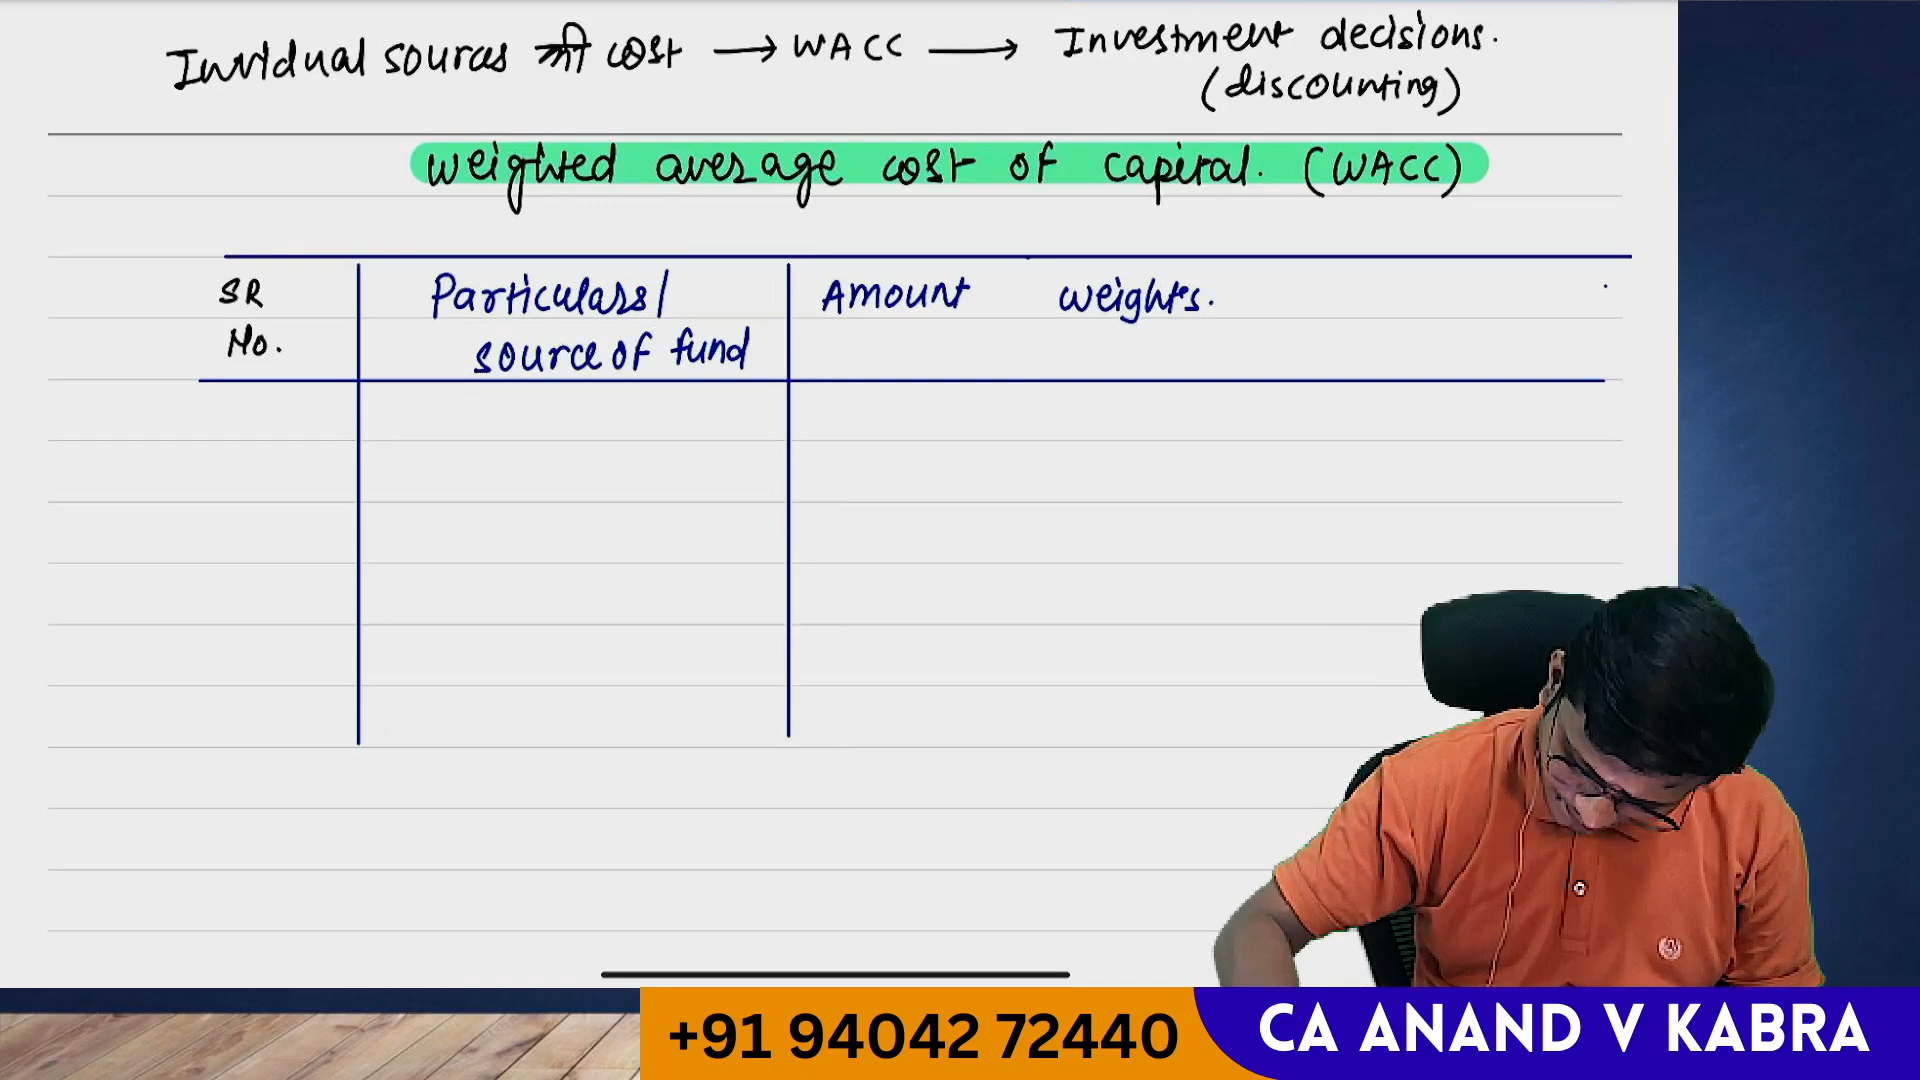 Invidual sources की cost → WACC → Investment decisions.
(discounting)
weighted average cost of capital. (WACC)
SR No.
Particulars/
source of fund
Amount
weights.
+91 94042 72440
CA ANAND V KABRA